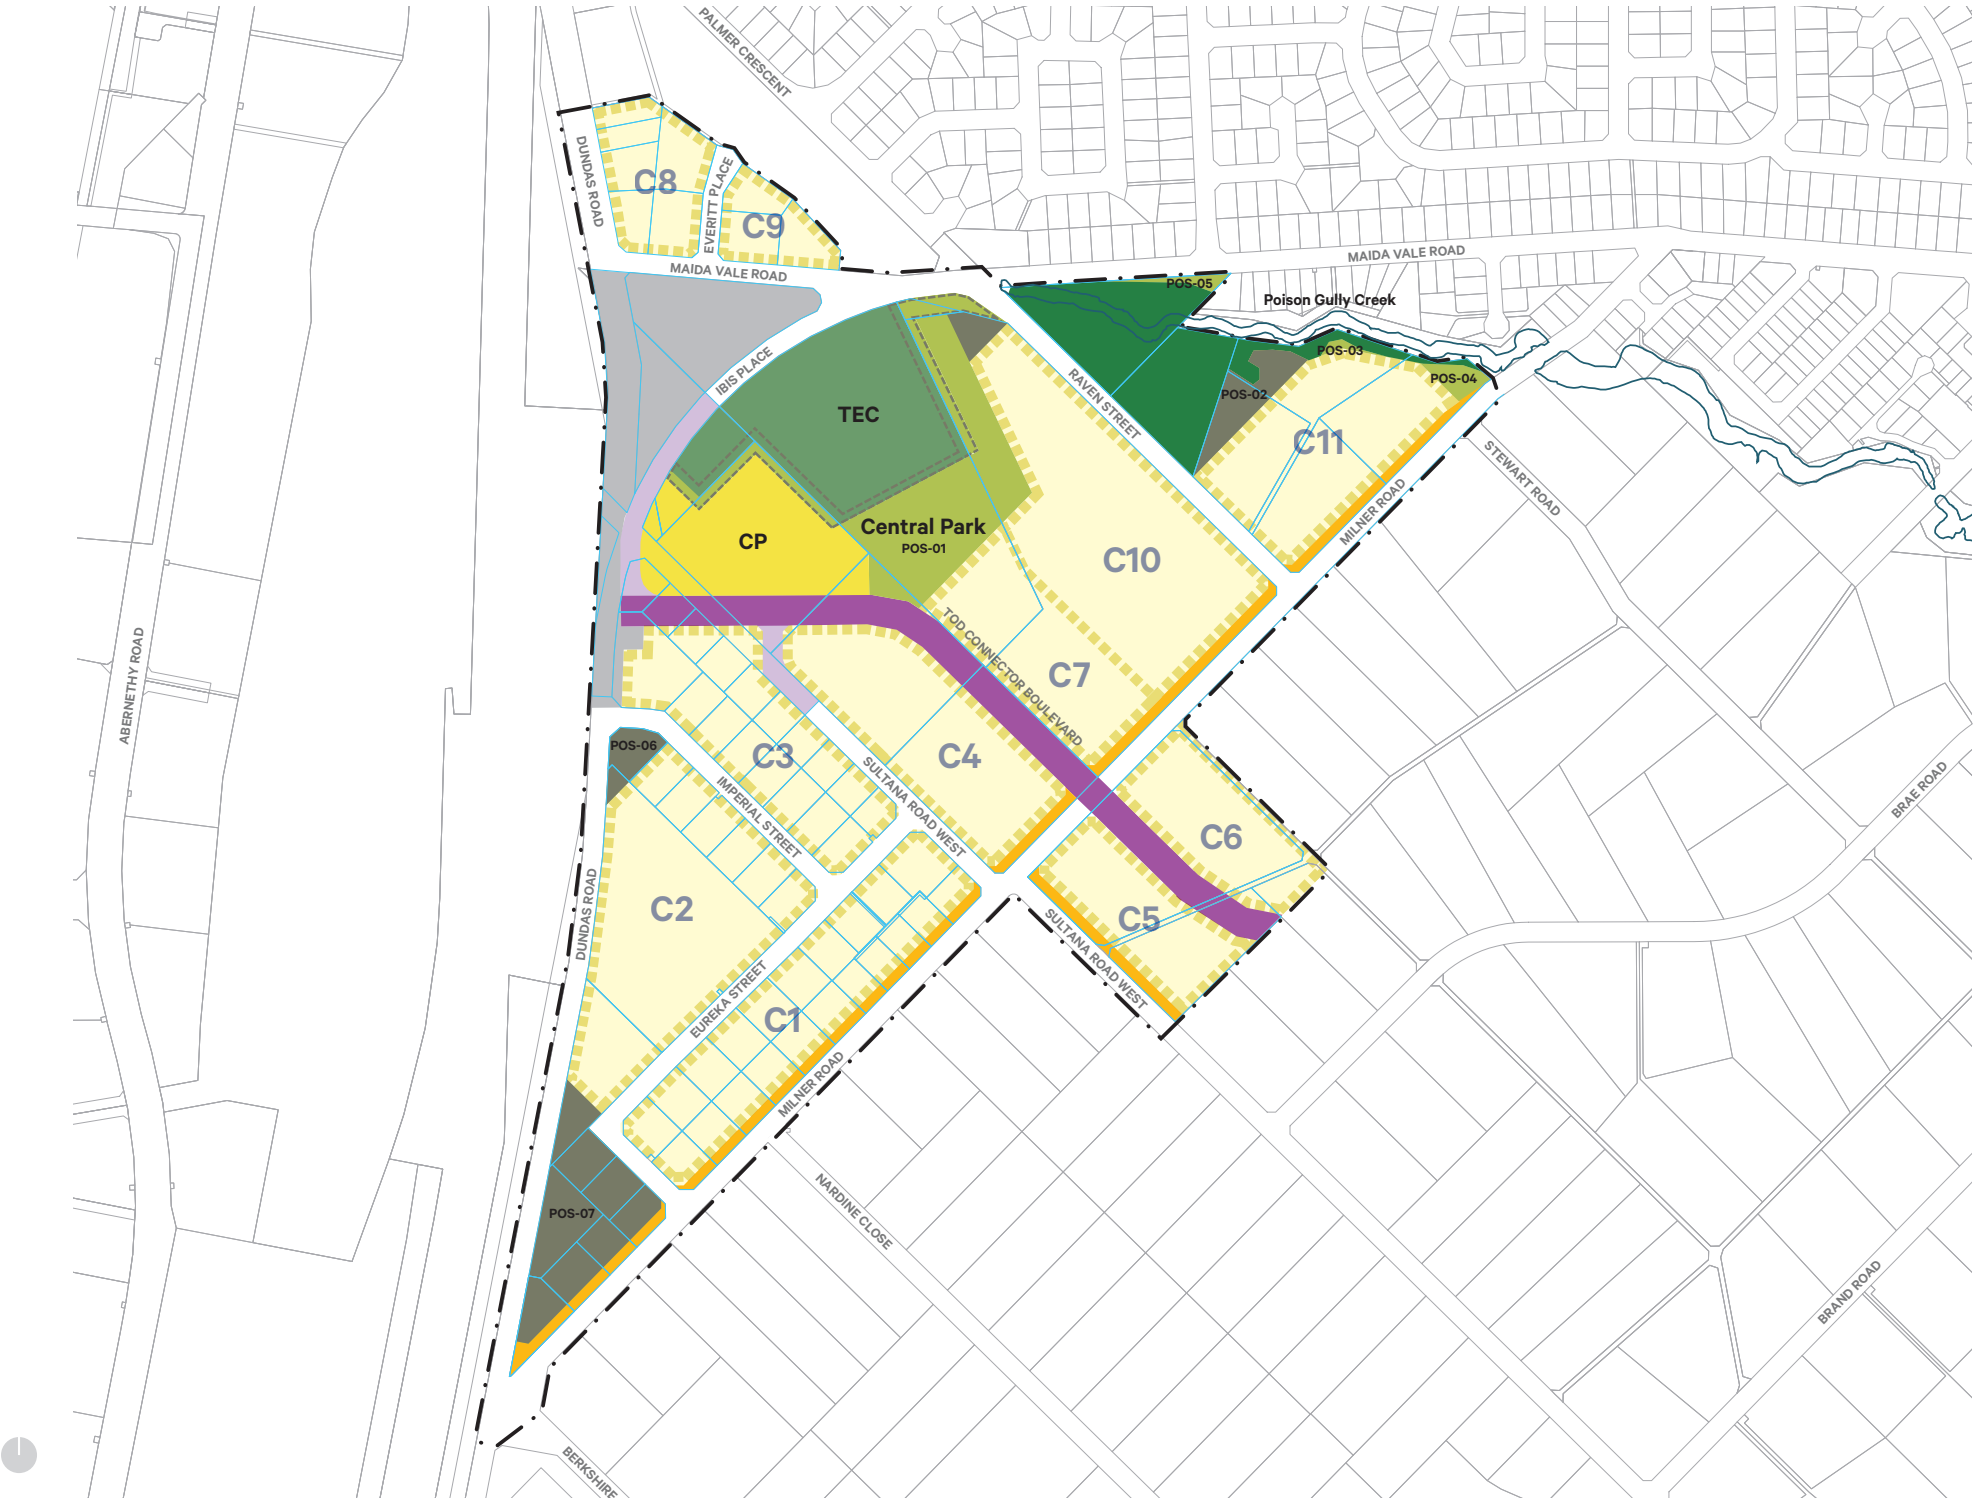 PALMER CRESCENT
DUNDAS ROAD
C8
EVERITT PLACE
C9
MAIDA VALE ROAD
MAIDA VALE ROAD
POS-05
Poison Gully Creek
POS-03
POS-04
POS-02
IBIS PLACE
TEC
RAVEN STREET
C11
STEWART ROAD
MILNER ROAD
CP
Central Park
POS-01
C10
ABERNETHY ROAD
TOD CONNECTOR BOULEVARD
C7
POS-06
C3
C4
IMPERIAL STREET
SULTANA ROAD WEST
BRAE ROAD
C6
DUNDAS ROAD
C2
C5
SULTANA ROAD WEST
EUREKA STREET
C1
MILNER ROAD
POS-07
NARDINE CLOSE
BRAND ROAD
BERKSHIRE